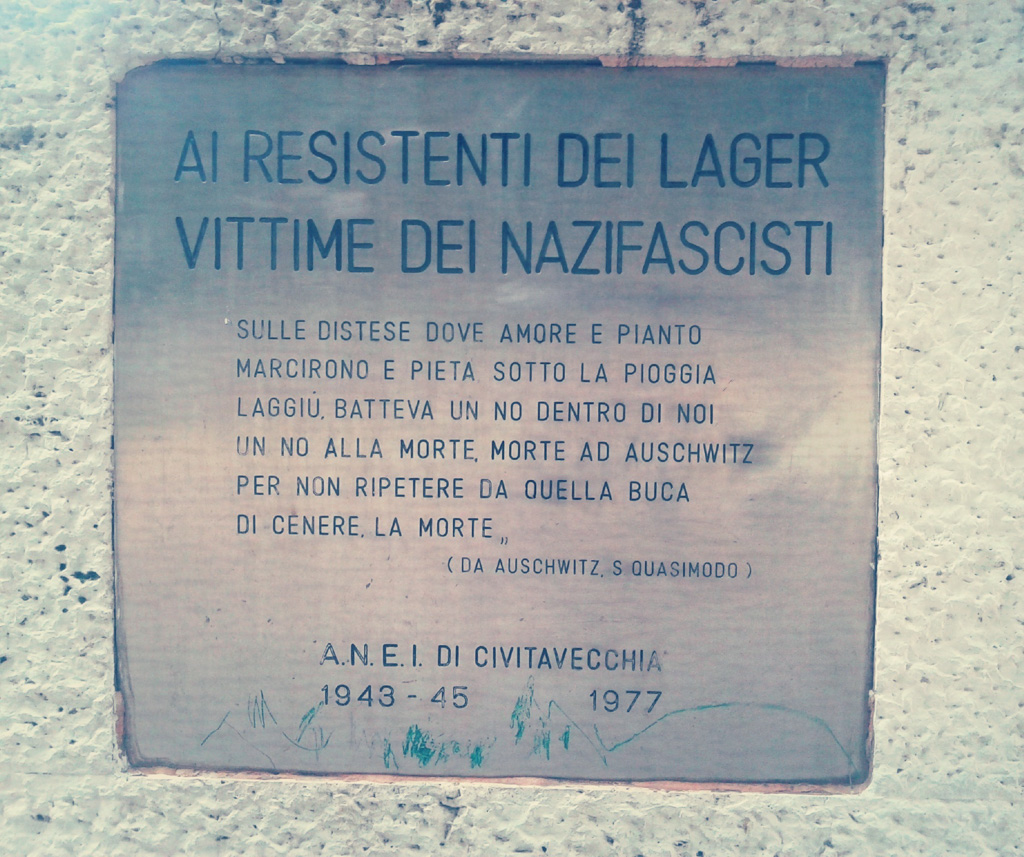 AI RESISTENTI DEI LAGER
VITTIME DEI NAZIFASCISTI
"SULLE DISTESE DOVE AMORE E PIANTO
MARCIRONO E PIETA SOTTO LA PIOGGIA
LAGGIÙ, BATTEVA UN NO DENTRO DI NOI
UN NO ALLA MORTE, MORTE AD AUSCHWITZ
PER NON RIPETERE DA QUELLA BUCA
DI CENERE, LA MORTE„
(DA AUSCHWITZ, S QUASIMODO)
A.N.E.I. DI CIVITAVECCHIA
1943-45 1977